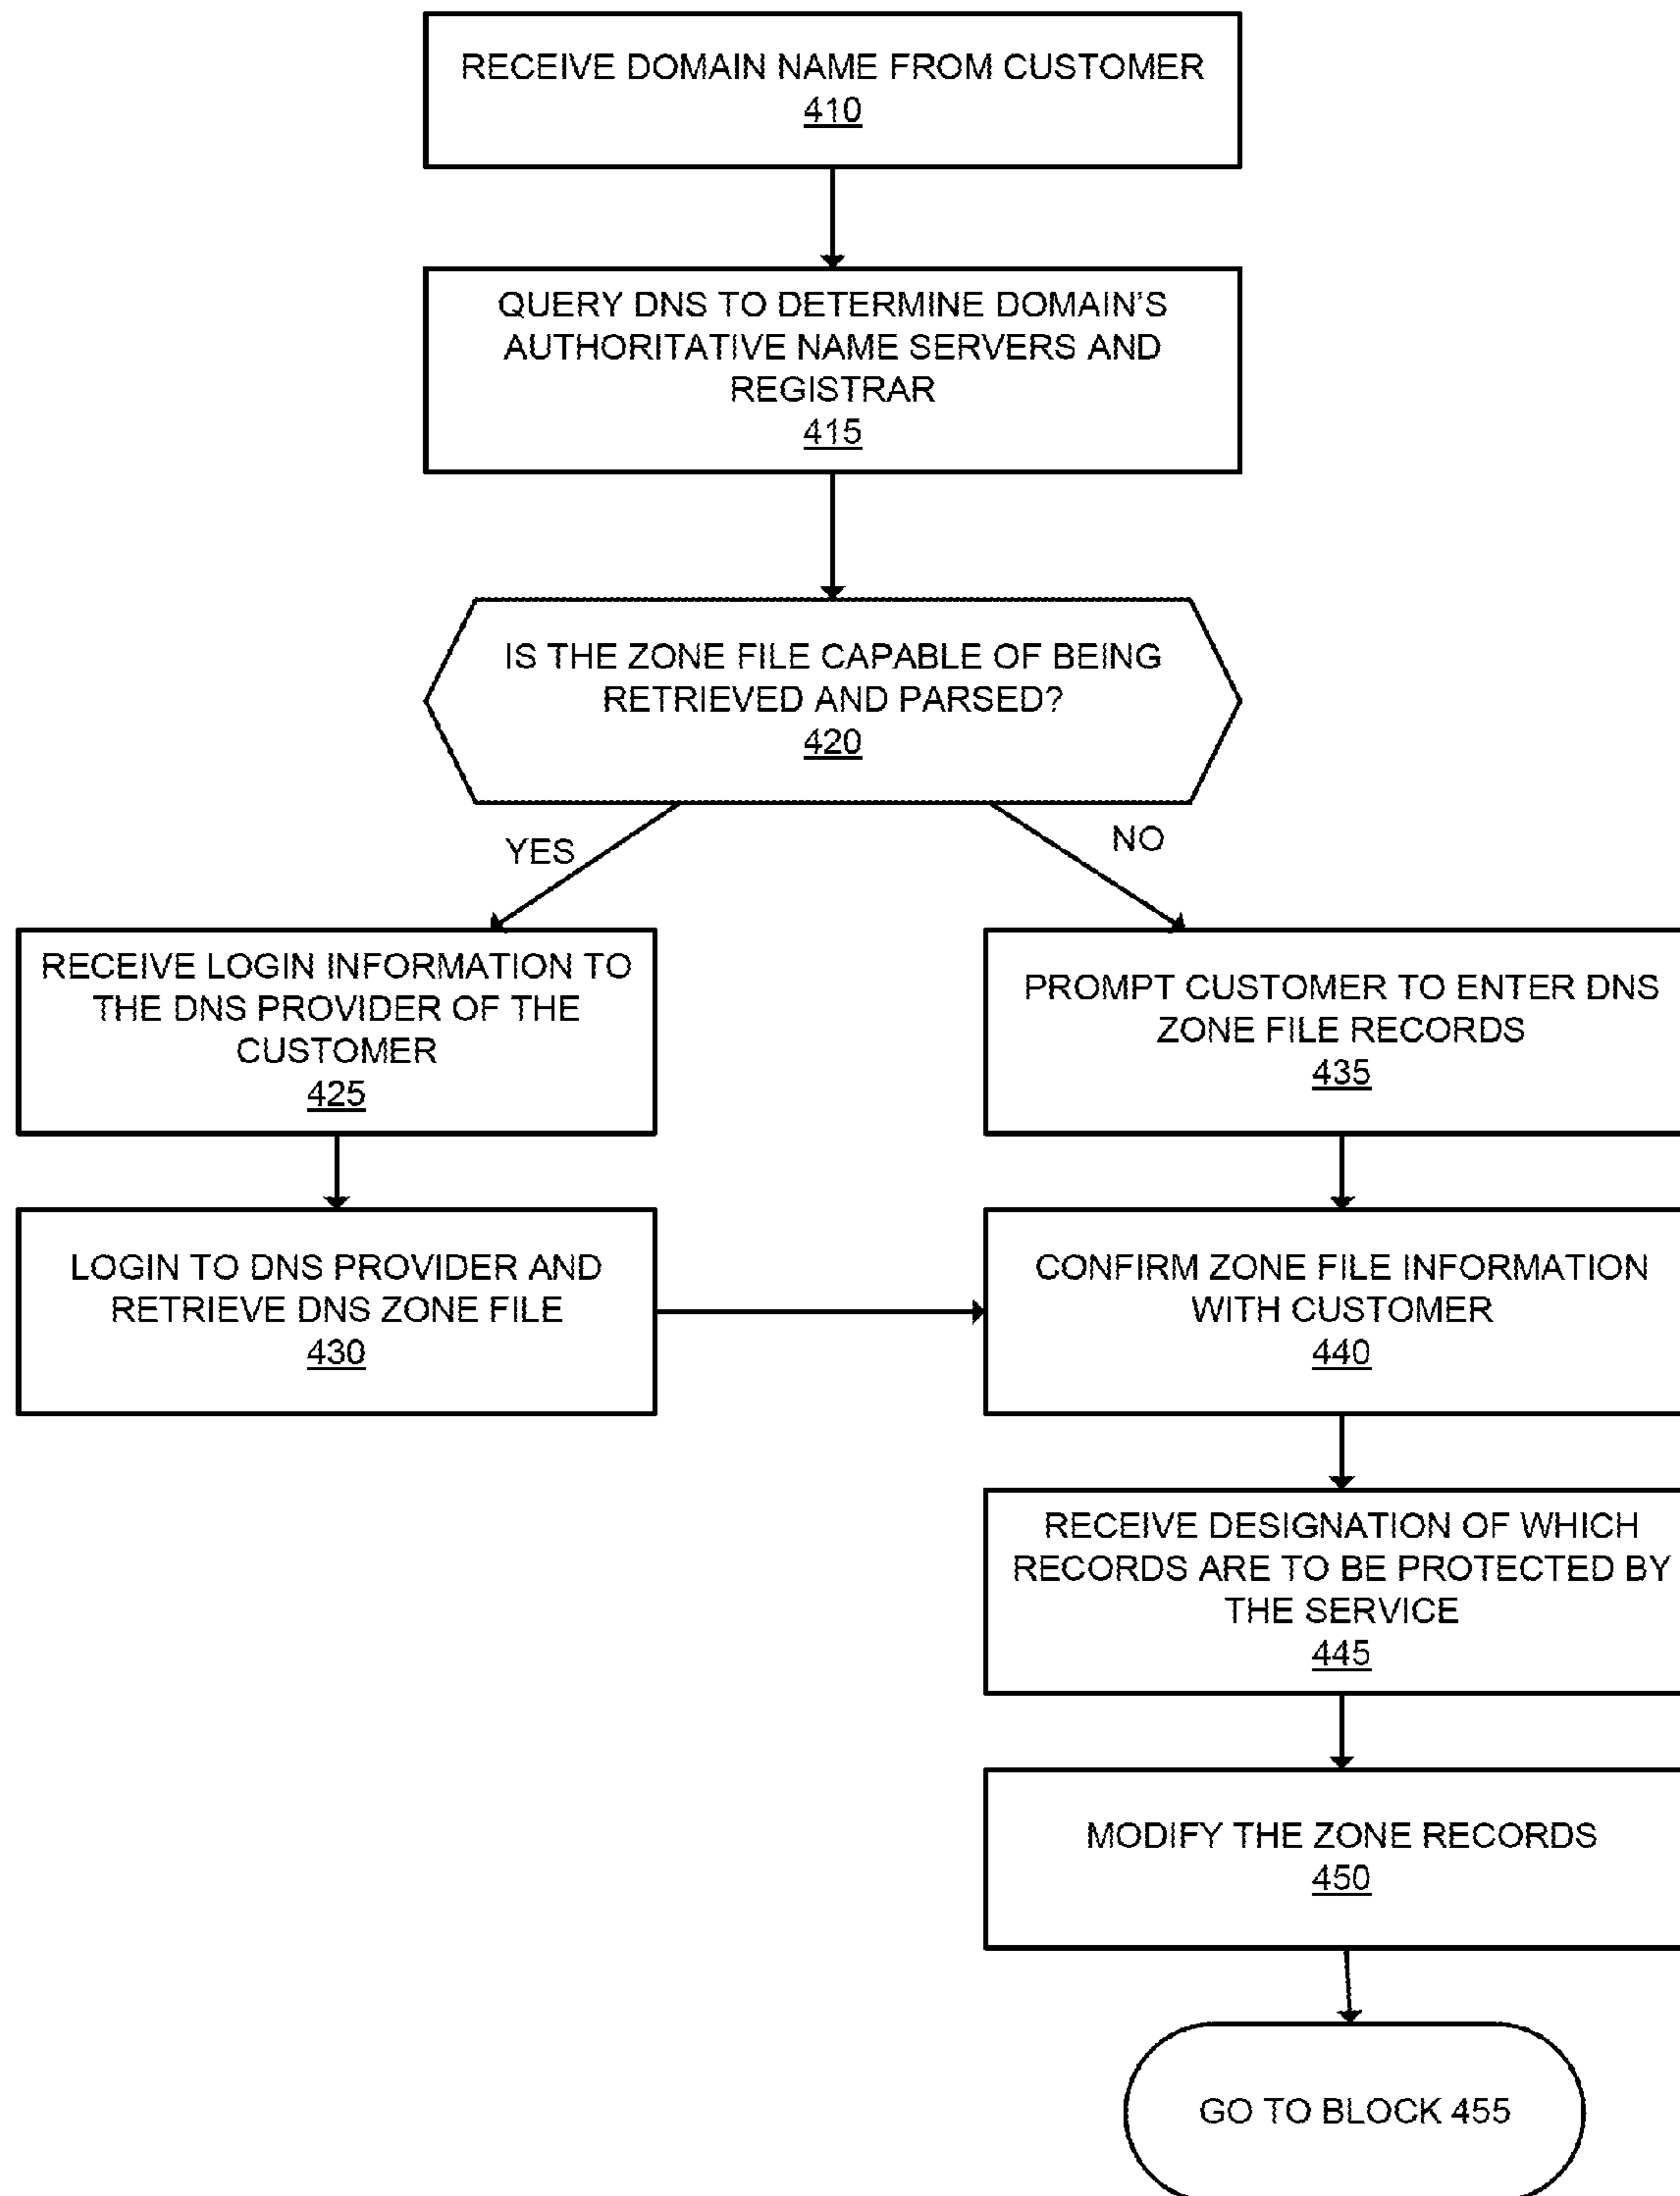 RECEIVE DOMAIN NAME FROM CUSTOMER
410
QUERY DNS TO DETERMINE DOMAIN'S
AUTHORITATIVE NAME SERVERS AND
REGISTRAR
415
IS THE ZONE FILE CAPABLE OF BEING
RETRIEVED AND PARSED?
420
YES
NO
RECEIVE LOGIN INFORMATION TO
THE DNS PROVIDER OF THE
CUSTOMER
425
PROMPT CUSTOMER TO ENTER DNS
ZONE FILE RECORDS
435
LOGIN TO DNS PROVIDER AND
RETRIEVE DNS ZONE FILE
430
CONFIRM ZONE FILE INFORMATION
WITH CUSTOMER
440
RECEIVE DESIGNATION OF WHICH
RECORDS ARE TO BE PROTECTED BY
THE SERVICE
445
MODIFY THE ZONE RECORDS
450
GO TO BLOCK 455